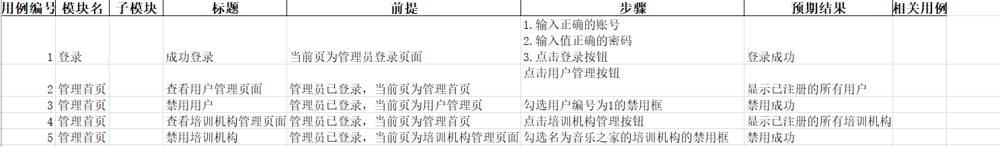 用例编号 模块名 子模块 标题 前提 步骤 预期结果 相关用例
1.输入正确的账号
2.输入值正确的密码
1 登录 成功登录 当前页为管理员登录页面 3.点击登录按钮 登录成功
点击用户管理按钮
2 管理首页 查看用户管理页面 管理员已登录，当前页为管理首页 显示已注册的所有用户
3 管理首页 禁用用户 管理员已登录，当前页为用户管理页 勾选用户编号为1的禁用框 禁用成功
4 管理首页 查看培训机构管理页面 管理员已登录，当前页为管理首页 点击培训机构管理按钮 显示已注册的所有培训机构
5 管理首页 禁用培训机构 管理员已登录，当前页为培训机构管理页面 勾选名为音乐之家的培训机构的禁用框 禁用成功